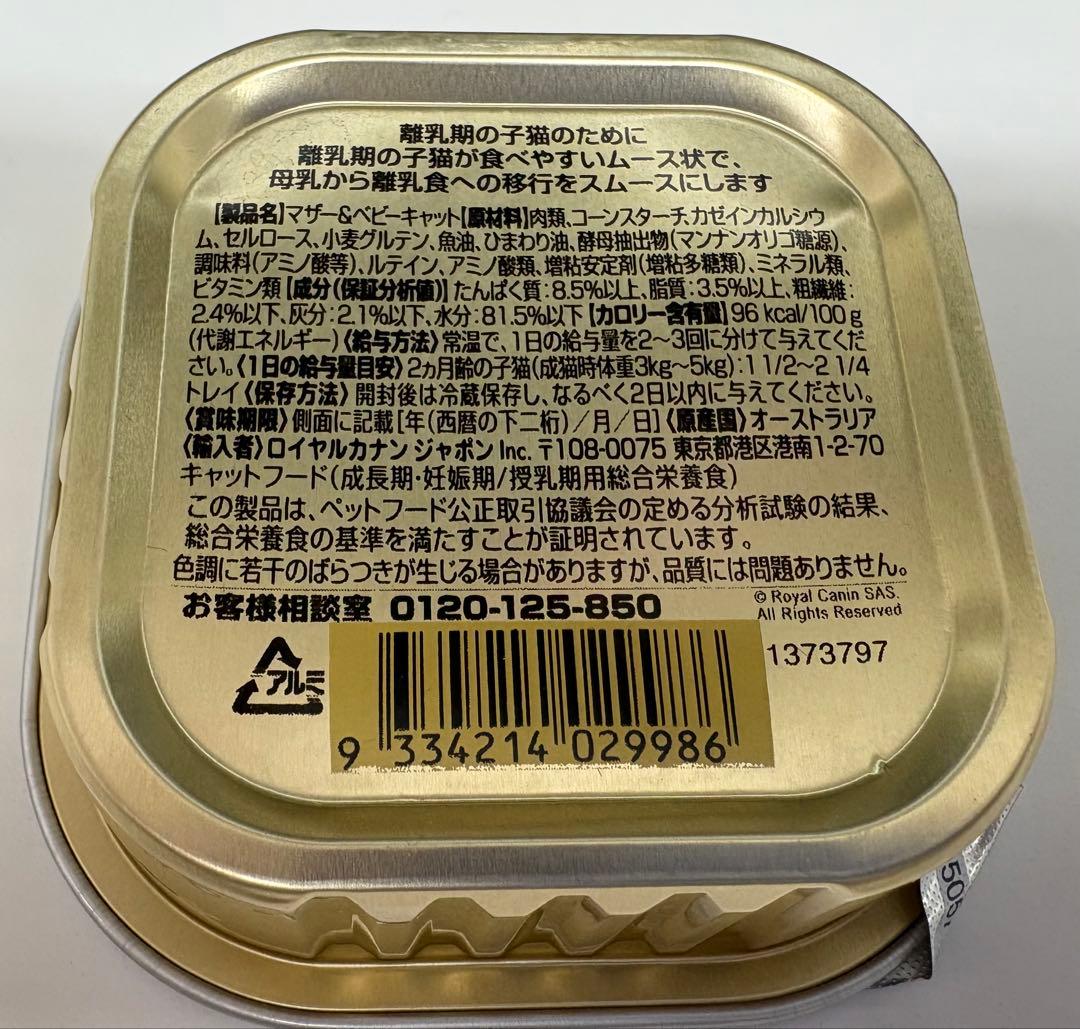 離乳期の子猫のために
離乳期の子猫が食べやすいムース状で、
母乳から離乳食への移行をスムースにします
【製品名】マザー&ベビーキャット【原材料】肉類、コーンスターチ、カゼインカルシウ
ム、セルロース、小麦グルテン、魚油、ひまわり油、酵母抽出物(マンナンオリゴ糖源)、
調味料(アミノ酸等)、ルテイン、アミノ酸類、増粘安定剤(増粘多糖類)、ミネラル類、
ビタミン類【成分(保証分析値)】たんぱく質:8.5%以上、脂質:3.5%以上、粗繊維:
2.4%以下、灰分:2.1%以下、水分:81.5%以下【カロリー含有量】96 kcal/100 g
(代謝エネルギー)〈給与方法〉常温で、1日の給与量を2~3回に分けて与えてくだ
さい。〈1日の給与量目安〉2ヵ月齢の子猫(成猫時体重3kg~5kg):1 1/2~2 1/4
トレイ〈保存方法〉開封後は冷蔵保存し、なるべく2日以内に与えてください。
〈賞味期限〉側面に記載[年(西暦の下二桁)/月/日]〈原産国〉オーストラリア
〈輸入者〉ロイヤルカナン ジャポン Inc. 〒108-0075 東京都港区港南1-2-70
キャットフード(成長期・妊娠期/授乳期用総合栄養食)
この製品は、ペットフード公正取引協議会の定める分析試験の結果、
総合栄養食の基準を満たすことが証明されています。
色調に若干のばらつきが生じる場合がありますが、品質には問題ありません。
お客様相談室 0120-125-850
© Royal Canin SAS.
All Rights Reserved
1373797
アルミ
9 334214 029986
505